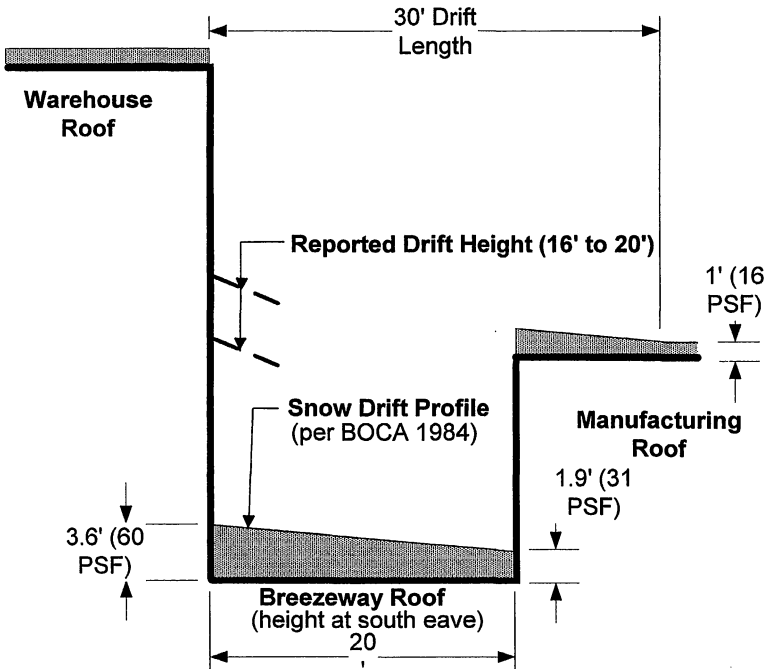 30' Drift
Length
Warehouse
Roof
Reported Drift Height (16' to 20')
1' (16
PSF)
Snow Drift Profile
(per BOCA 1984)
Manufacturing
Roof
1.9' (31
PSF)
3.6' (60
PSF)
Breezeway Roof
(height at south eave)
20
'